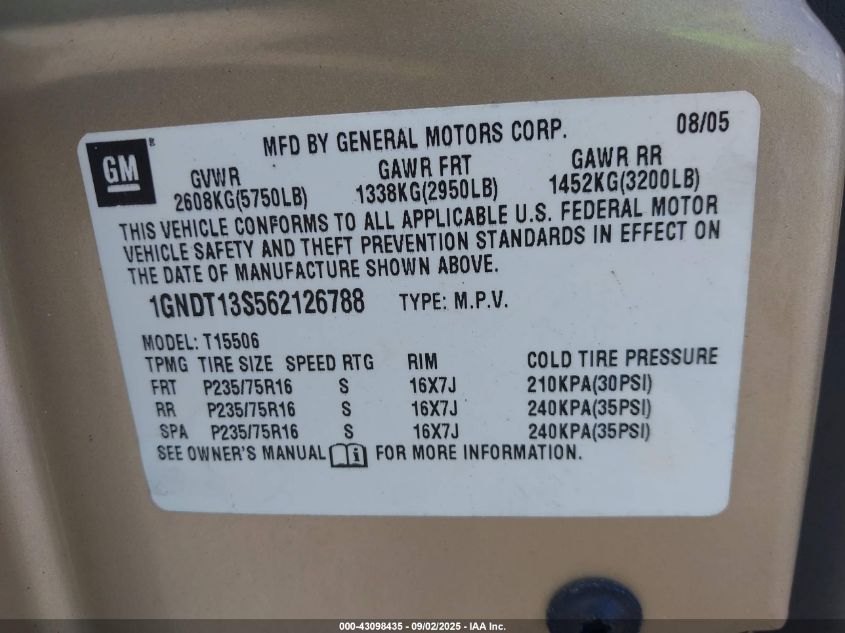 MFD BY GENERAL MOTORS CORP. 08/05
GM ®
GVWR GAWR FRT GAWR RR
2608KG(5750LB) 1338KG(2950LB) 1452KG(3200LB)
THIS VEHICLE CONFORMS TO ALL APPLICABLE U.S. FEDERAL MOTOR
VEHICLE SAFETY AND THEFT PREVENTION STANDARDS IN EFFECT ON
THE DATE OF MANUFACTURE SHOWN ABOVE.
1GNDT13S562126788 TYPE: M.P.V.
MODEL: T15506
TPMG TIRE SIZE SPEED RTG RIM COLD TIRE PRESSURE
FRT P235/75R16 S 16X7J 210KPA(30PSI)
RR P235/75R16 S 16X7J 240KPA(35PSI)
SPA P235/75R16 S 16X7J 240KPA(35PSI)
SEE OWNER'S MANUAL i FOR MORE INFORMATION.
000-43098435 - 09/02/2025 - IAA Inc.